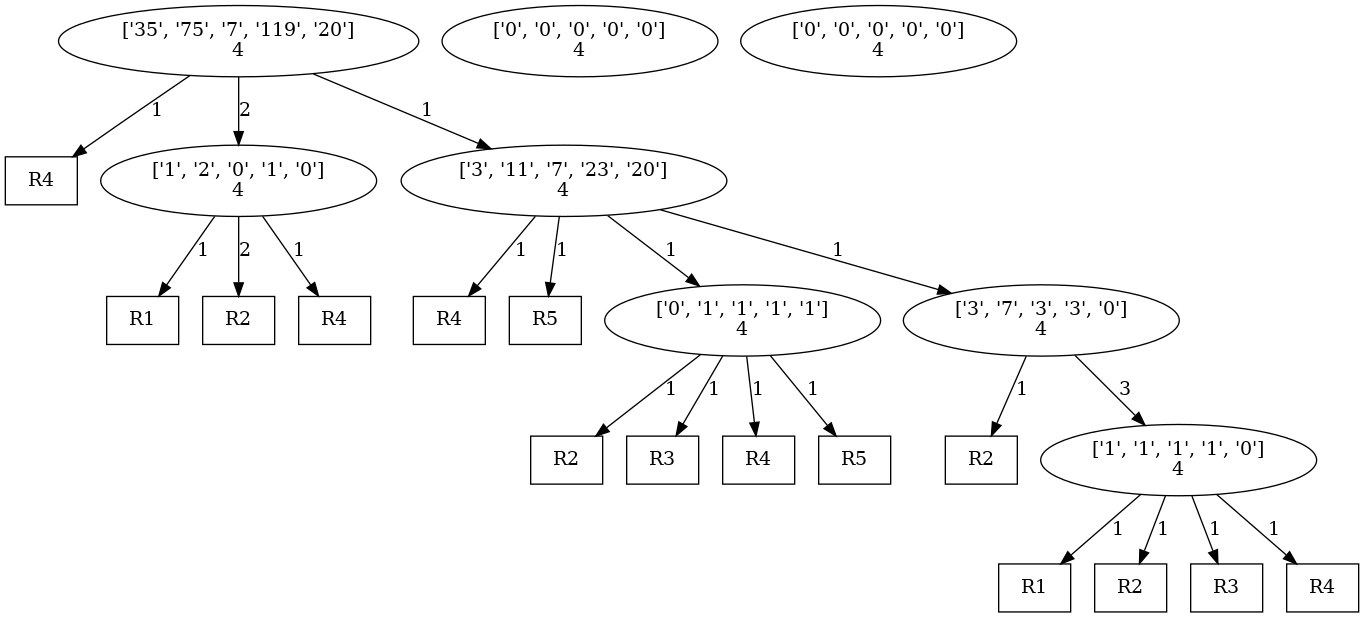 ['35', '75', '7', '119', '20']
4
['0', '0', '0', '0', '0']
4
['0', '0', '0', '0', '0']
4
1
2
1
R4
['1', '2', '0', '1', '0']
4
['3', '11', '7', '23', '20']
4
1
2
1
1
1
1
1
R1
R2
R4
R4
R5
['0', '1', '1', '1', '1']
4
['3', '7', '3', '3', '0']
4
1
1
1
1
1
3
R2
R3
R4
R5
R2
['1', '1', '1', '1', '0']
4
1
1
1
1
R1
R2
R3
R4